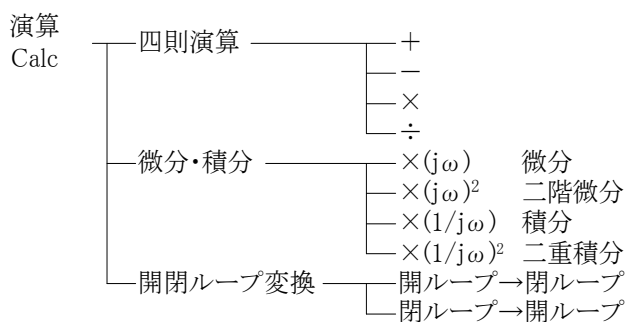 演算
Calc
四則演算 +
−
×
÷
微分・積分 ×(jω) 微分
×(jω)² 二階微分
×(1/jω) 積分
×(1/jω)² 二重積分
開閉ループ変換 開ループ→閉ループ
閉ループ→開ループ